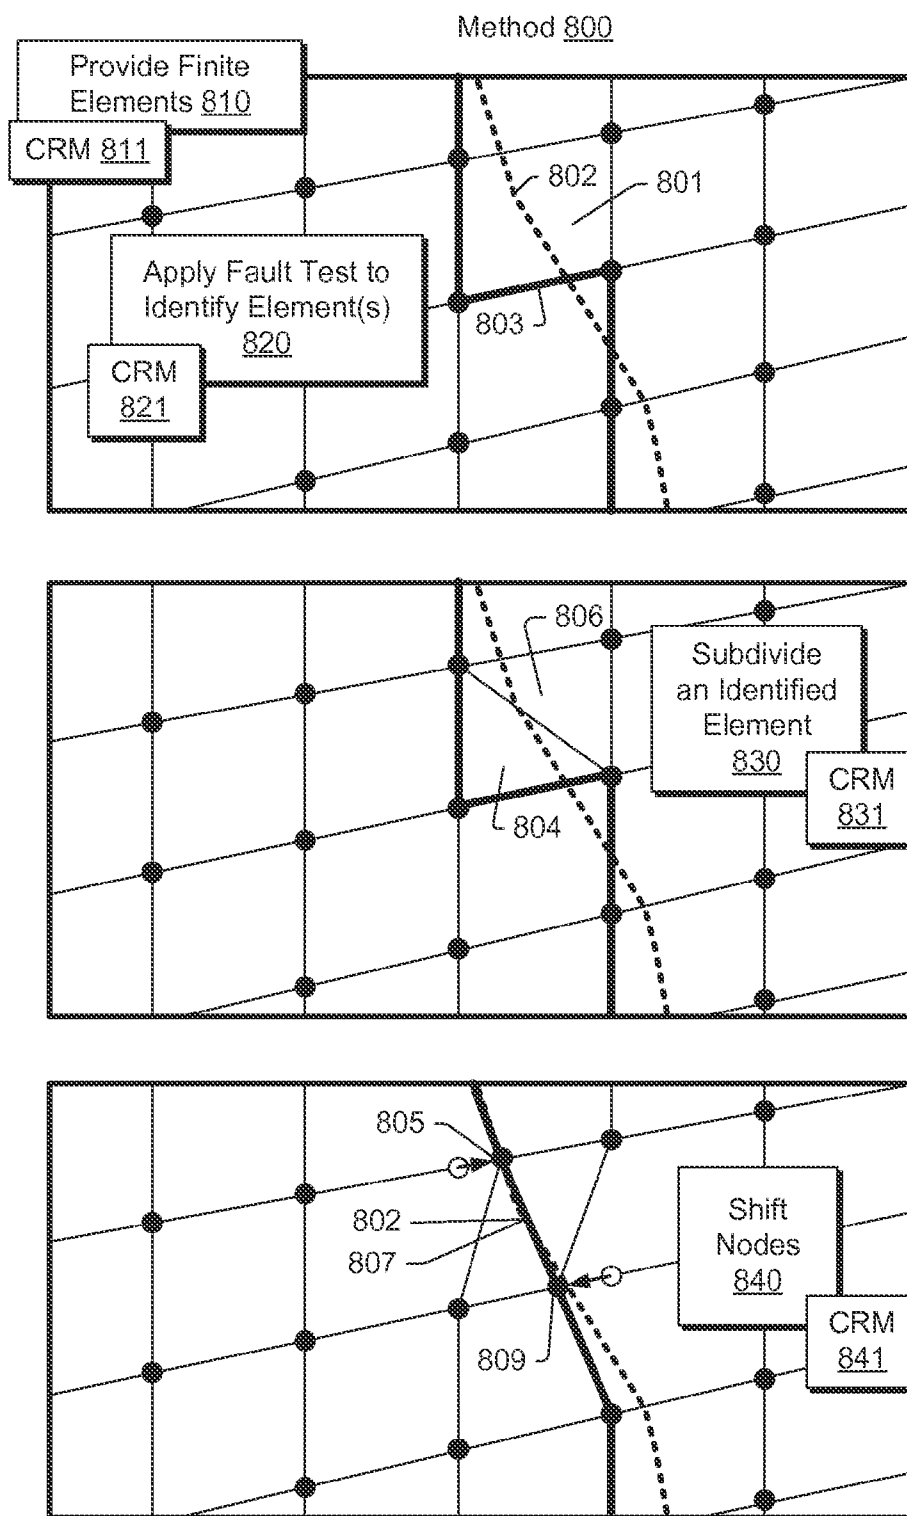 Method 800
Provide Finite
Elements 810
CRM 811
802
801
Apply Fault Test to
Identify Element(s)
820
803
CRM
821
806
Subdivide
an Identified
Element
830
CRM
831
804
805
802
807
Shift
Nodes
840
809
CRM
841